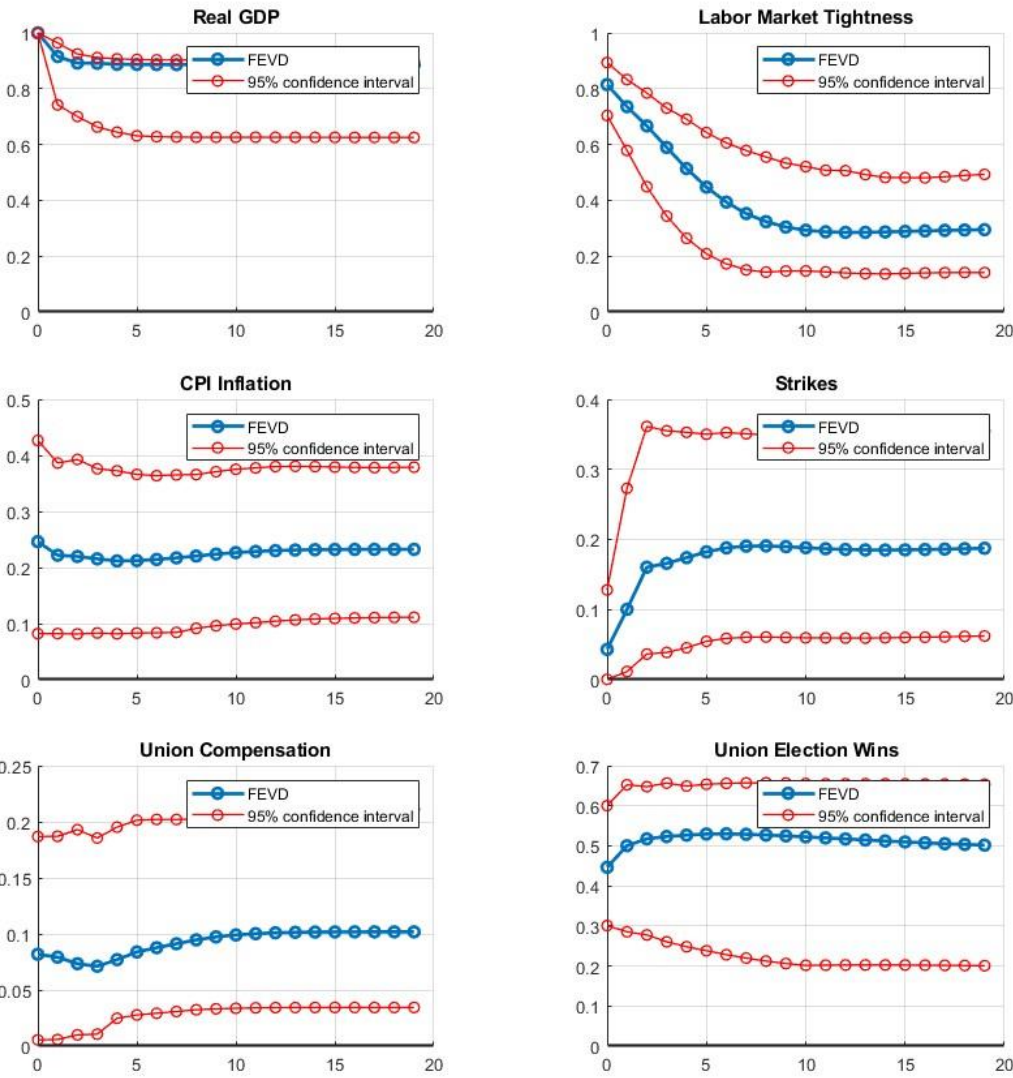 Real GDP
1
0.8
0.6
0.4
0.2
0
0 5 10 15 20
FEVD
95% confidence interval
Labor Market Tightness
1
0.8
0.6
0.4
0.2
0
0 5 10 15 20
FEVD
95% confidence interval
CPI Inflation
0.5
0.4
0.3
0.2
0.1
0
0 5 10 15 20
FEVD
95% confidence interval
Strikes
0.4
0.3
0.2
0.1
0
0 5 10 15 20
FEVD
95% confidence interval
Union Compensation
0.25
0.2
0.15
0.1
0.05
0
0 5 10 15 20
FEVD
95% confidence interval
Union Election Wins
0.7
0.6
0.5
0.4
0.3
0.2
0.1
0
0 5 10 15 20
FEVD
95% confidence interval